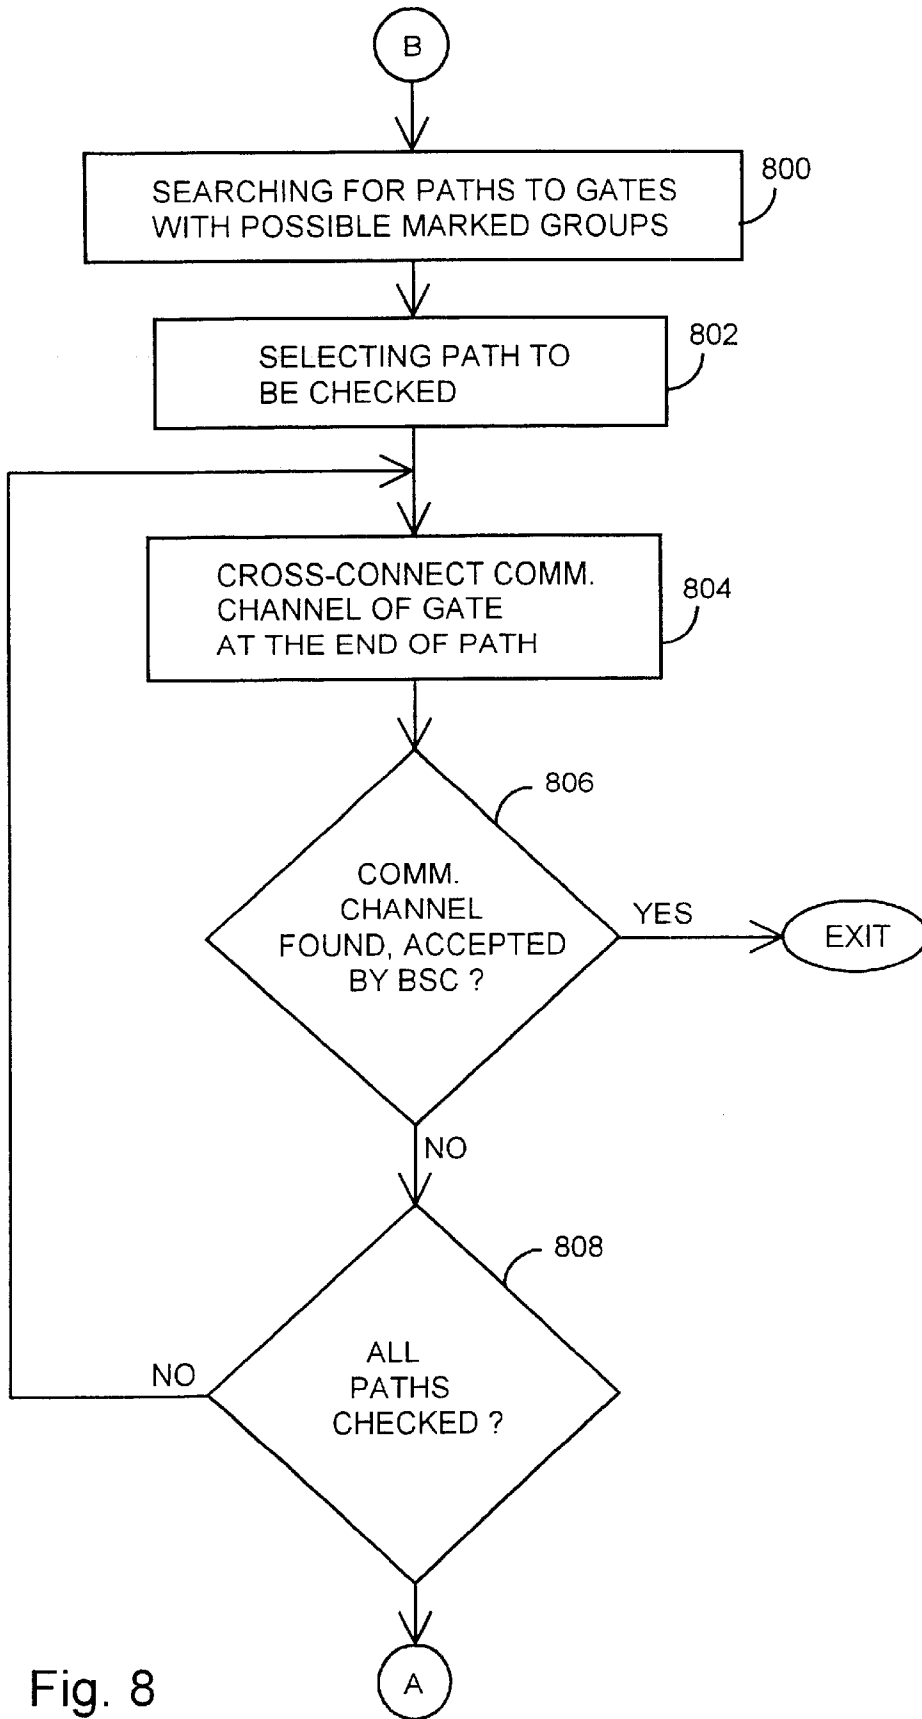 B
SEARCHING FOR PATHS TO GATES
WITH POSSIBLE MARKED GROUPS
800
SELECTING PATH TO
BE CHECKED
802
CROSS-CONNECT COMM.
CHANNEL OF GATE
AT THE END OF PATH
804
806
COMM.
CHANNEL
FOUND, ACCEPTED
BY BSC ?
YES
EXIT
NO
808
ALL
PATHS
CHECKED ?
NO
A
Fig. 8